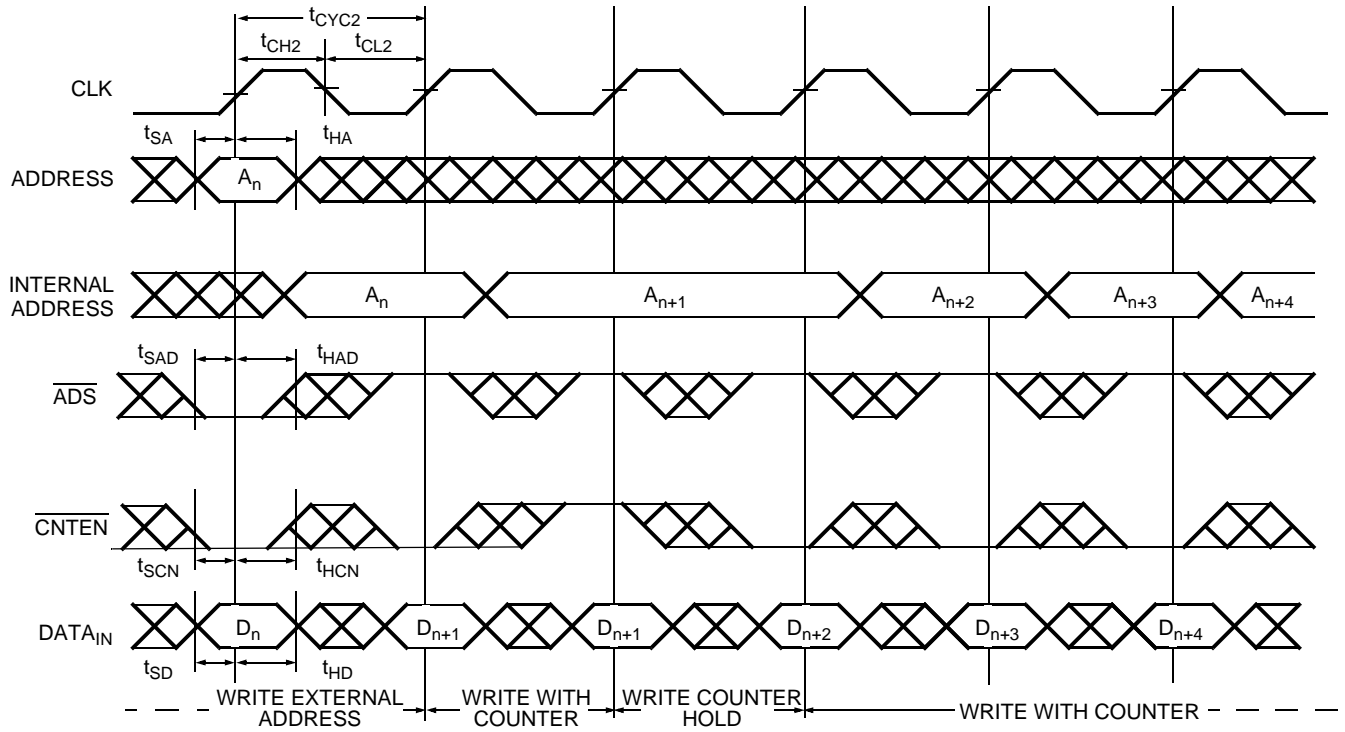 tCYC2
tCH2 tCL2
CLK
tSA tHA
ADDRESS An
INTERNAL ADDRESS An An+1 An+2 An+3 An+4
tSAD tHAD
ADS
CNTEN
tSCN tHCN
DATAIN Dn Dn+1 Dn+1 Dn+2 Dn+3 Dn+4
tSD tHD
WRITE EXTERNAL ADDRESS
WRITE WITH COUNTER
WRITE COUNTER HOLD
WRITE WITH COUNTER